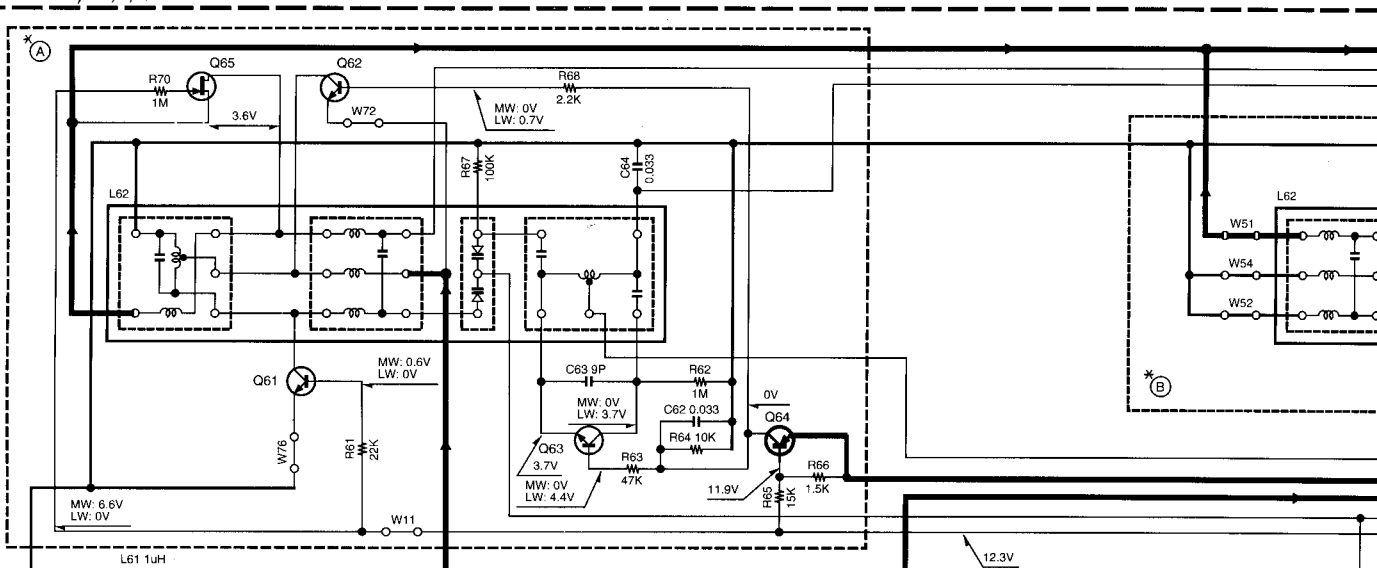 * A
Q65
Q62
R70
1M
R68
2.2K
3.6V
W72
MW: 0V
LW: 0.7V
R67
100K
C64
0.033
L62
L62
W51
W54
W52
MW: 0.6V
LW: 0V
Q61
C63 9P
R62
1M
MW: 0V
LW: 3.7V
C62 0.033
0V
Q64
* B
W76
R61
22K
Q63
R64 10K
3.7V
R63
47K
MW: 0V
LW: 4.4V
11.9V
R65
15K
R66
1.5K
MW: 6.6V
LW: 0V
W11
L61 1uH
12.3V